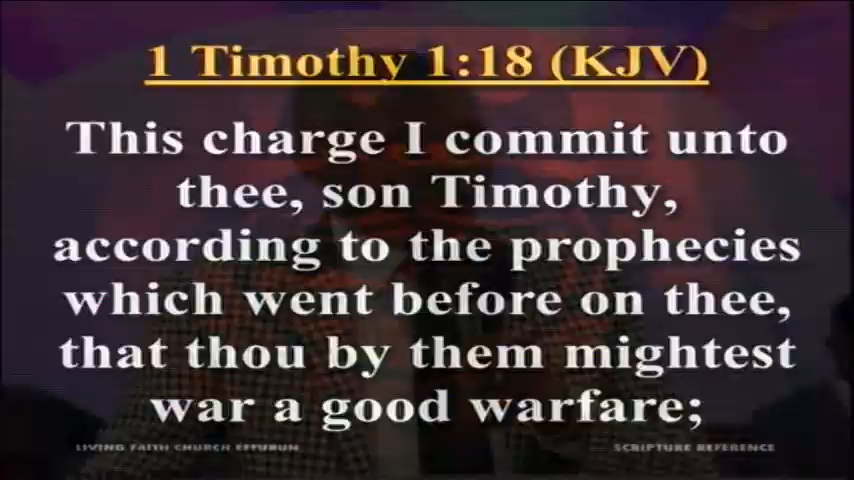 1 Timothy 1:18 (KJV)
This charge I commit unto
thee, son Timothy,
according to the prophecies
which went before on thee,
that thou by them mightest
war a good warfare;
LIVING FAITH CHURCH EFFURUN
SCRIPTURE REFERENCE